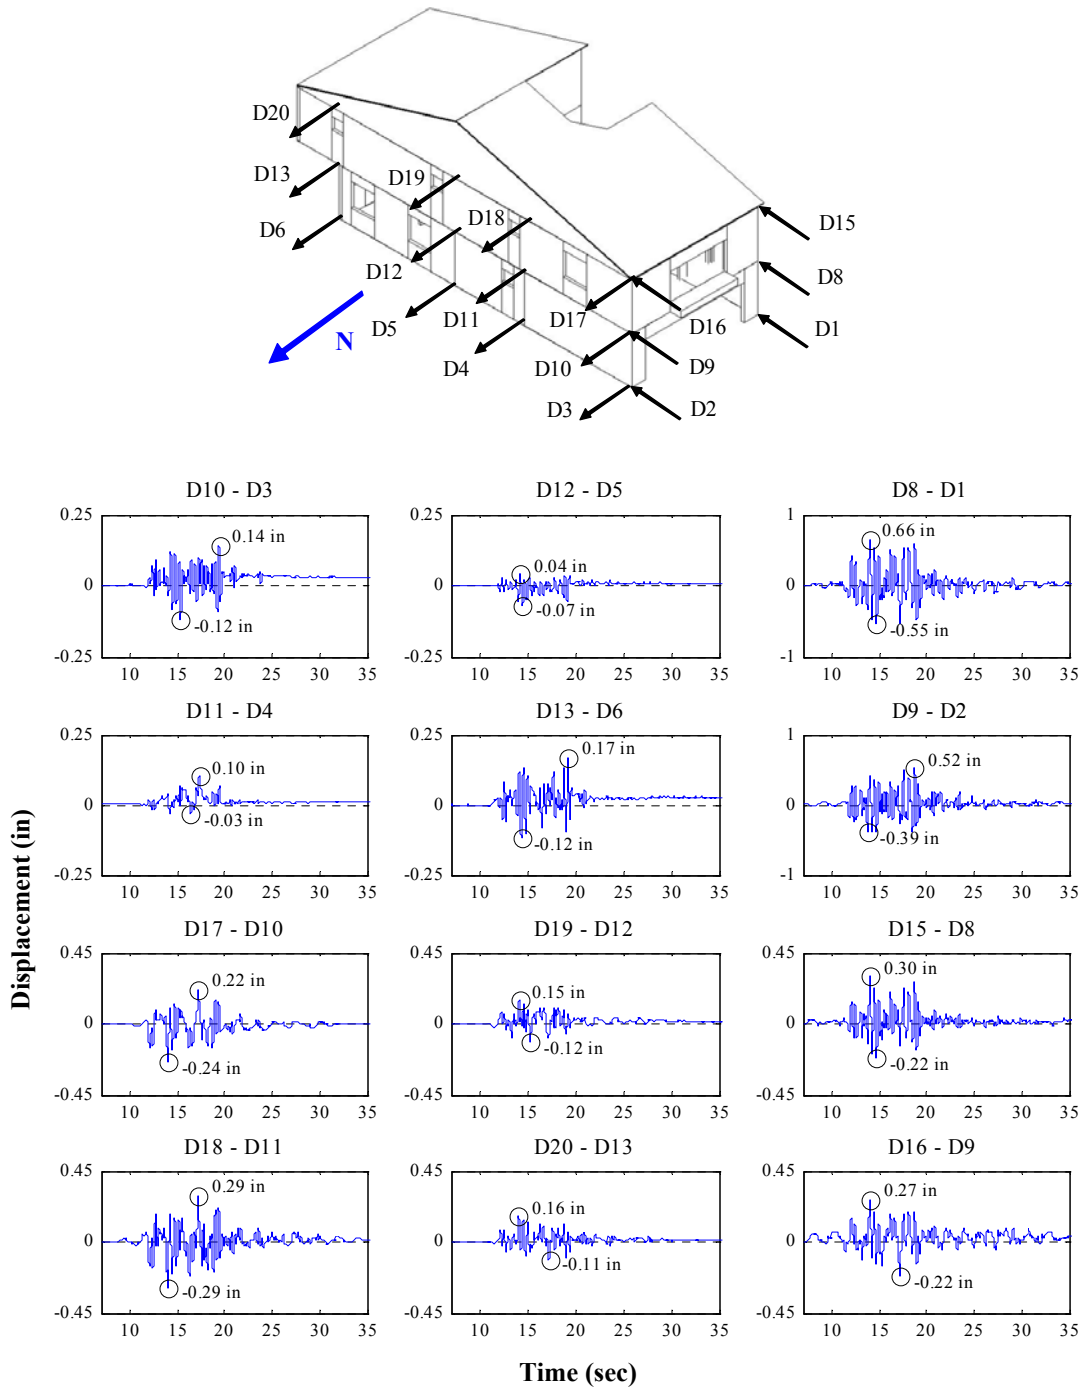 D20
D13
D19
D6
D18
D15
D12
D8
D5
D11
D17
D16
D1
N
D4
D10
D9
D3
D2
D10 - D3
D12 - D5
D8 - D1
0.25
0.14 in
0
-0.12 in
-0.25
10 15 20 25 30 35
0.25
0.04 in
0
-0.07 in
-0.25
10 15 20 25 30 35
1
0.66 in
0
-0.55 in
-1
10 15 20 25 30 35
D11 - D4
D13 - D6
D9 - D2
0.25
0.10 in
0
-0.03 in
-0.25
10 15 20 25 30 35
0.25
0.17 in
0
-0.12 in
-0.25
10 15 20 25 30 35
1
0.52 in
0
-0.39 in
-1
10 15 20 25 30 35
D17 - D10
D19 - D12
D15 - D8
0.45
0.22 in
0
-0.24 in
-0.45
10 15 20 25 30 35
0.45
0.15 in
0
-0.12 in
-0.45
10 15 20 25 30 35
0.45
0.30 in
0
-0.22 in
-0.45
10 15 20 25 30 35
D18 - D11
D20 - D13
D16 - D9
0.45
0.29 in
0
-0.29 in
-0.45
10 15 20 25 30 35
0.45
0.16 in
0
-0.11 in
-0.45
10 15 20 25 30 35
0.45
0.27 in
0
-0.22 in
-0.45
10 15 20 25 30 35
Displacement (in)
Time (sec)